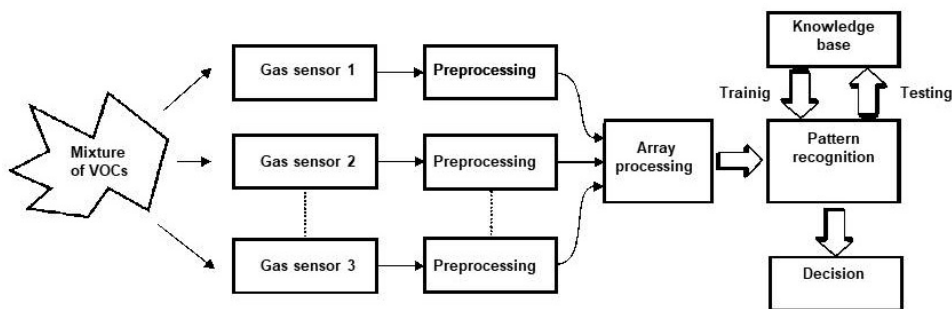 Mixture
of VOCs
Gas sensor 1
Preprocessing
Gas sensor 2
Preprocessing
Gas sensor 3
Preprocessing
Array
processing
Knowledge
base
Trainig
Testing
Pattern
recognition
Decision